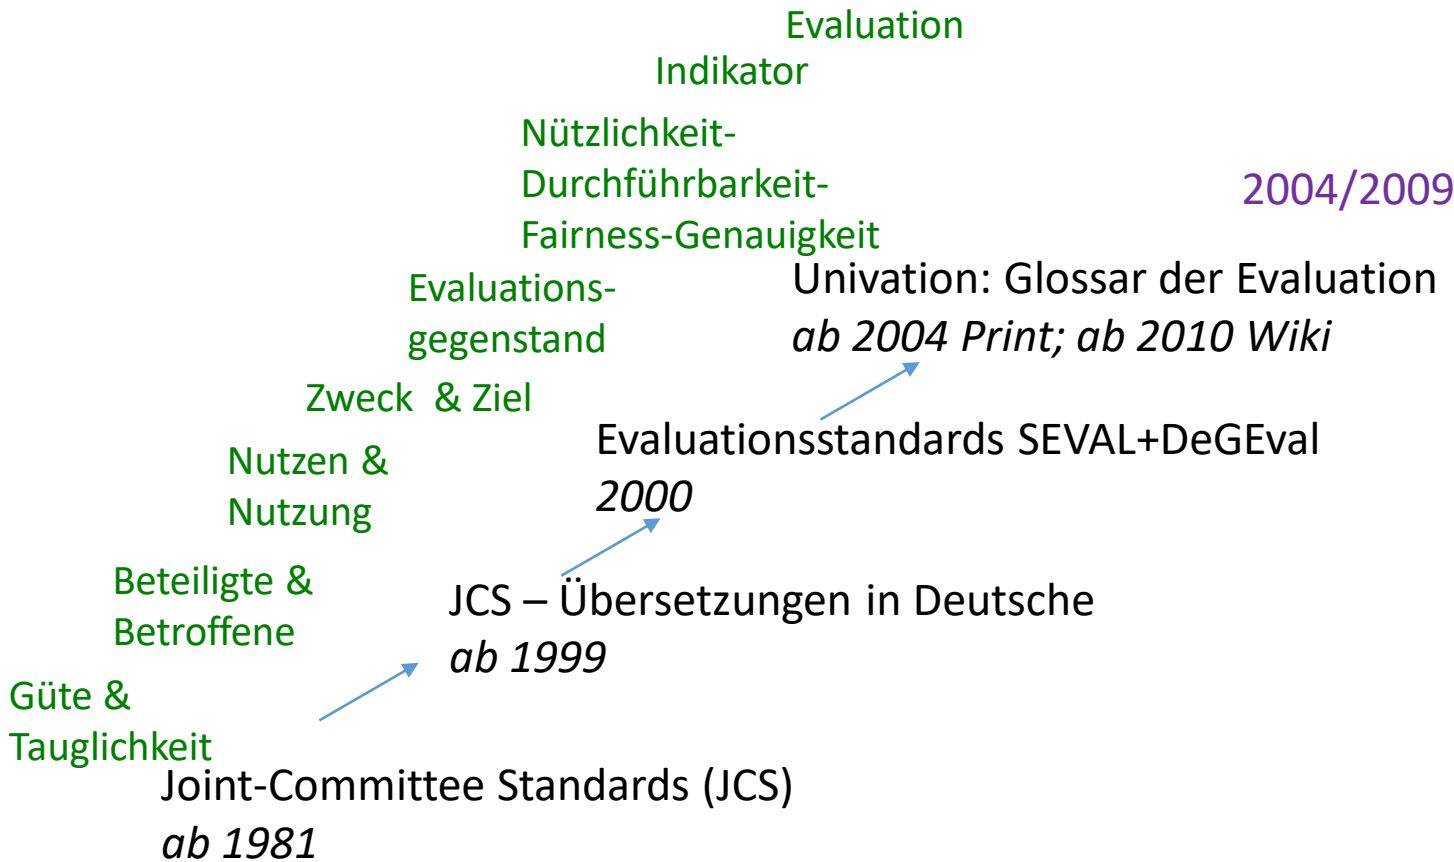 Evaluation
Indikator
Nützlichkeit-
Durchführbarkeit-
Fairness-Genauigkeit
2004/2009
Univation: Glossar der Evaluation
ab 2004 Print; ab 2010 Wiki
Evaluations-
gegenstand
Zweck & Ziel
Evaluationsstandards SEVAL+DeGEval
2000
Nutzen &
Nutzung
Beteiligte &
Betroffene
JCS – Übersetzungen in Deutsche
ab 1999
Güte &
Tauglichkeit
Joint-Committee Standards (JCS)
ab 1981